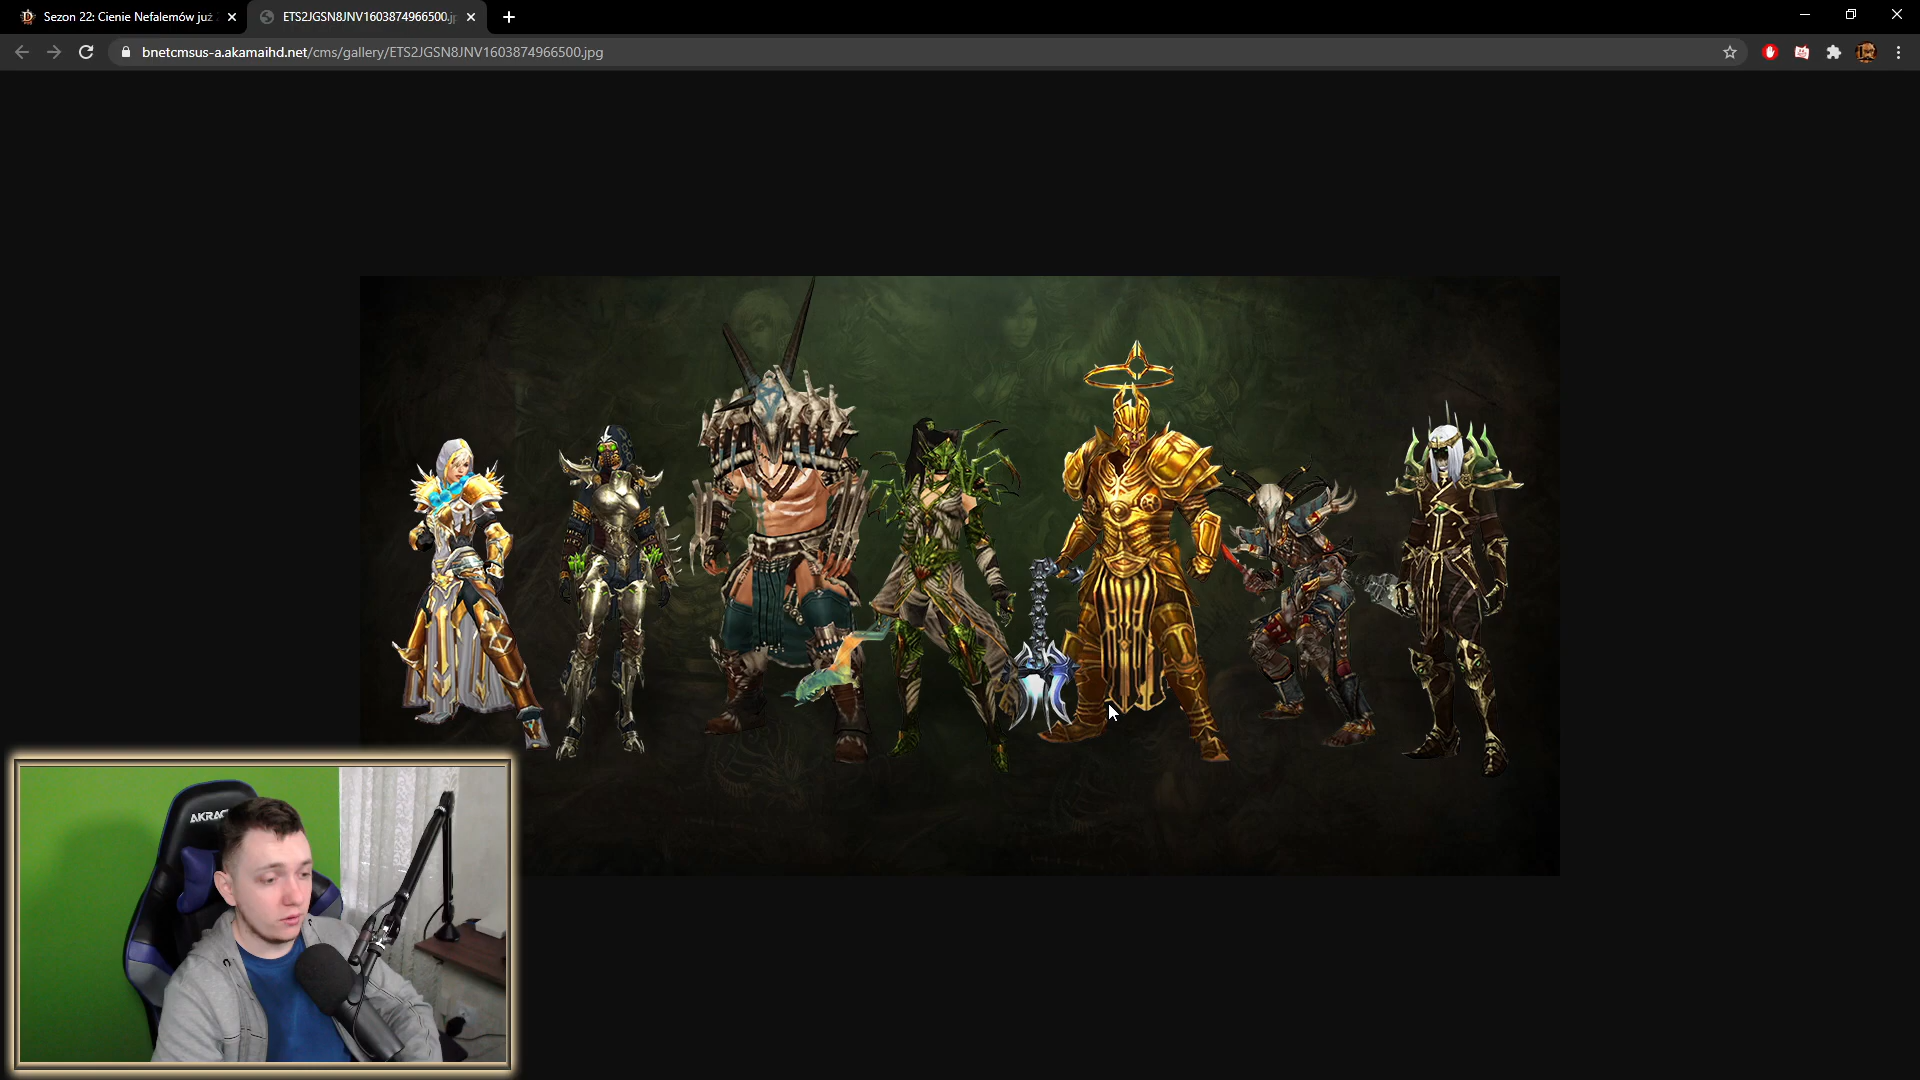 Sezon 22: Cienie Nefalemów już
ETS2JGSN8JNV1603874966500.jp
bnetcmsus-a.akamaihd.net/cms/gallery/ETS2JGSN8JNV1603874966500.jpg
AKRAC